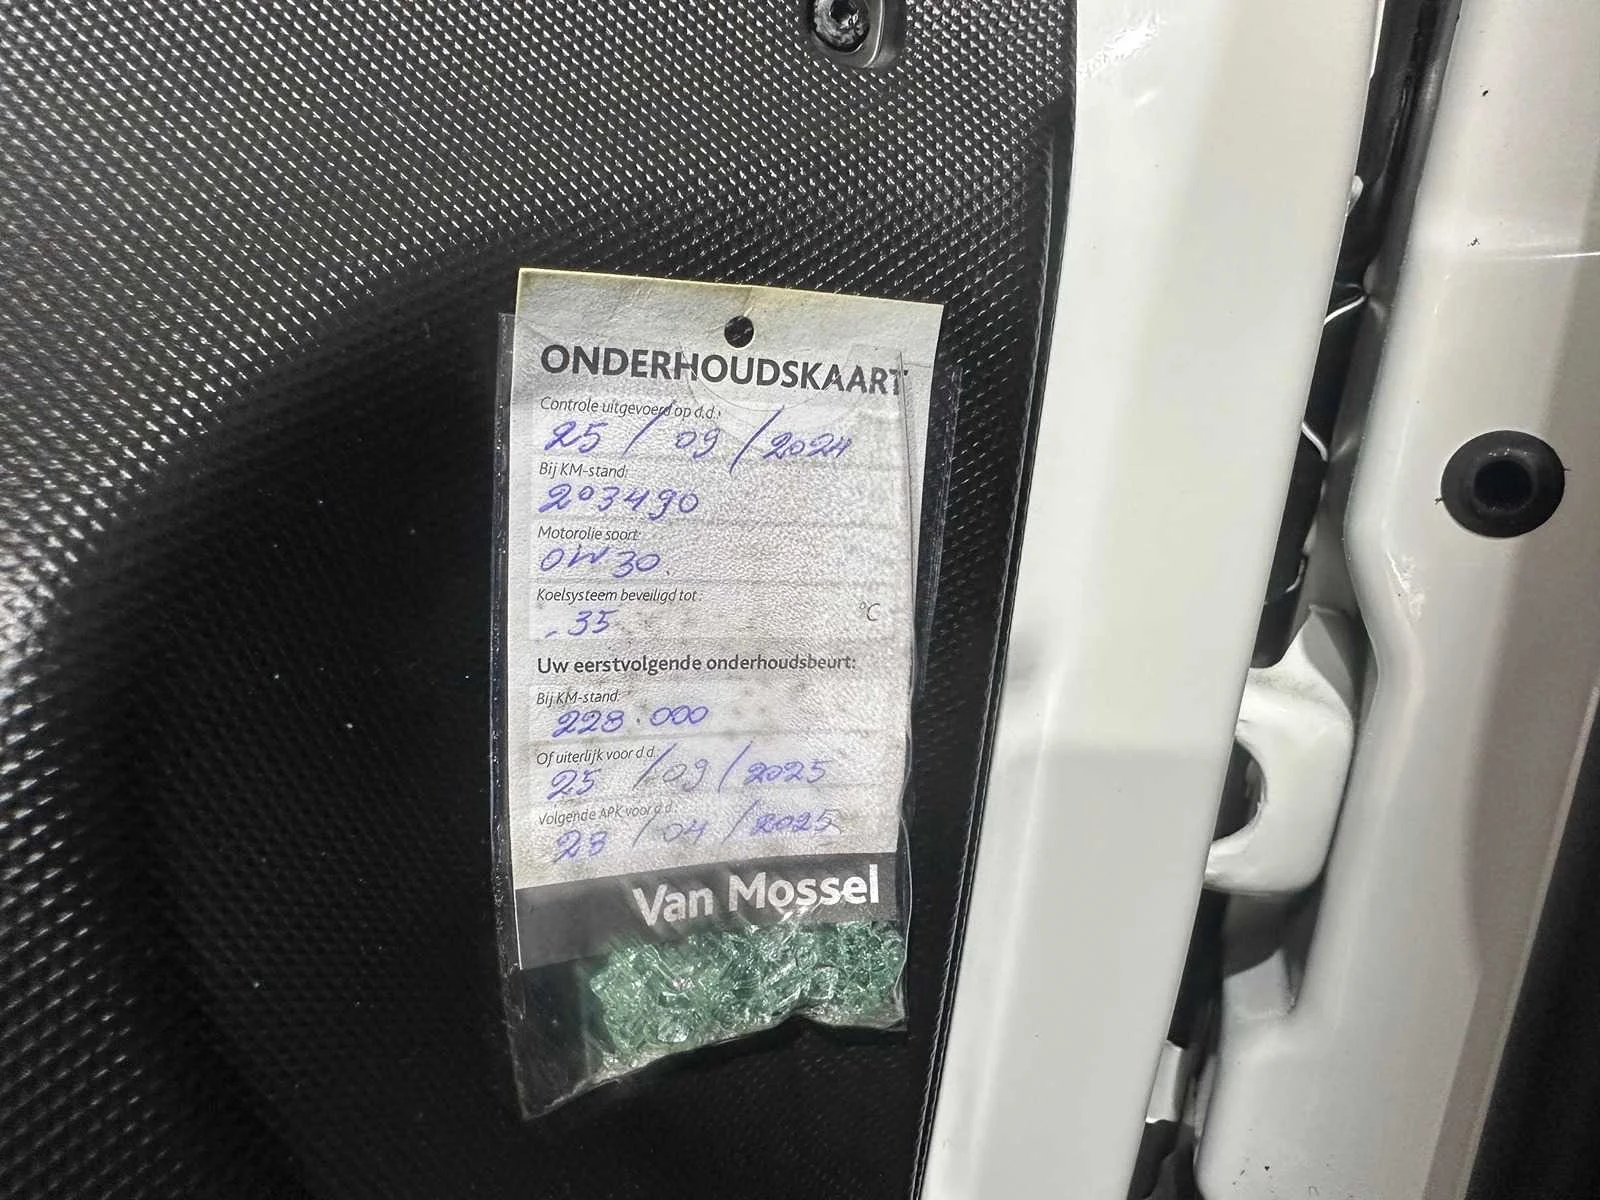 ONDERHOUDSKAART
Controle uitgevoerd op d.d.:
25 / 09 / 2024
Bij KM-stand:
203490
Motorolie soort:
0W30.
Koelsysteem beveiligd tot:
-35 °C
Uw eerstvolgende onderhoudsbeurt:
Bij KM-stand:
228.000
Of uiterlijk voor d.d.:
25 / 09 / 2025
Volgende APK voor d.d.:
23 / 04 / 2025
Van Mossel